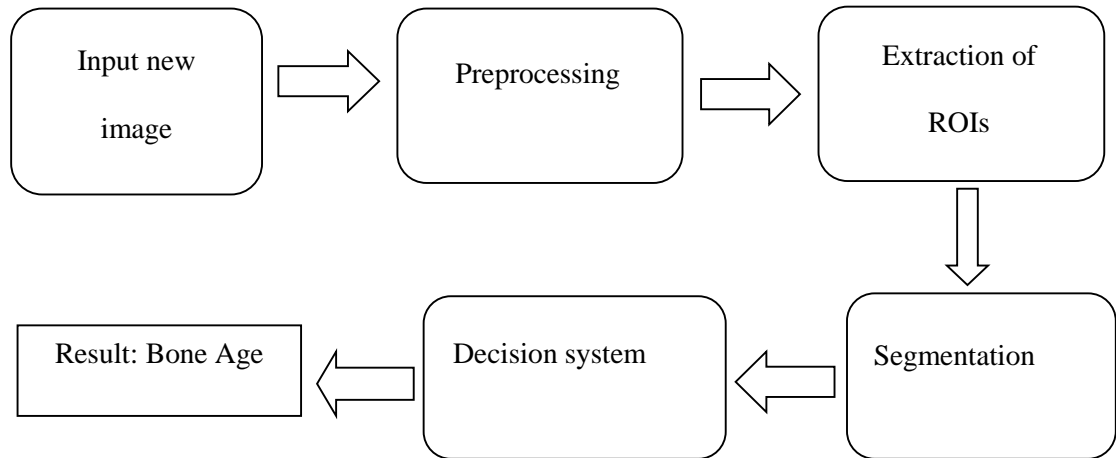 Input new
image
Preprocessing
Extraction of
ROIs
Segmentation
Decision system
Result: Bone Age